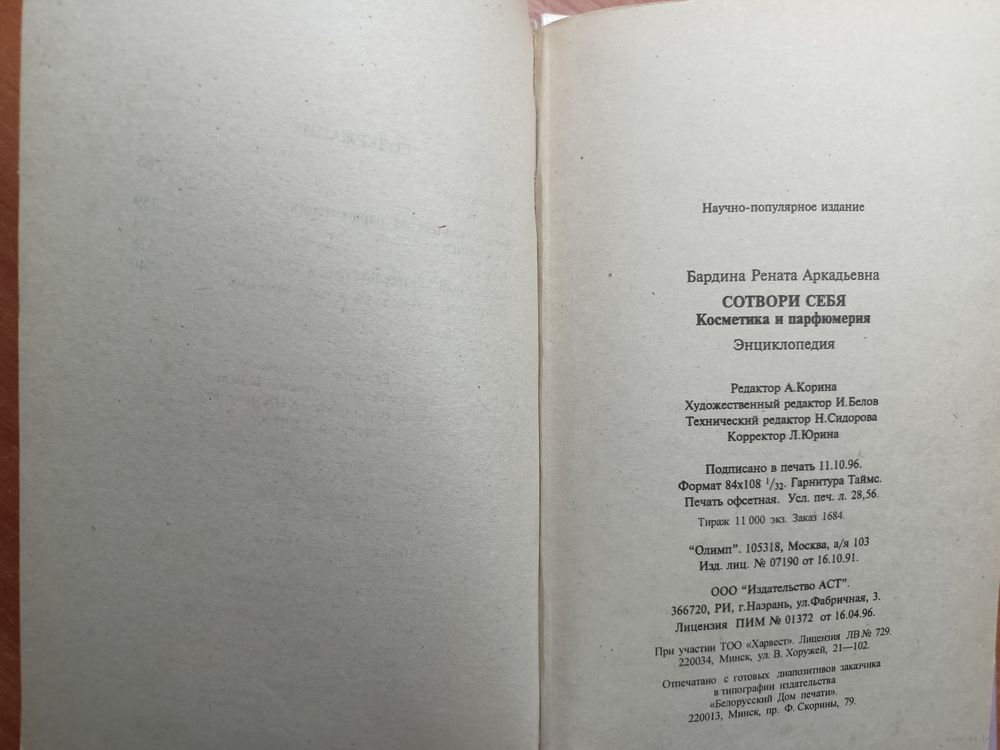 Научно-популярное издание
Бардина Рената Аркадьевна
СОТВОРИ СЕБЯ
Косметика и парфюмерия
Энциклопедия
Редактор А.Корина
Художественный редактор И.Белов
Технический редактор Н.Сидорова
Корректор Л.Юрина
Подписано в печать 11.10.96.
Формат 84х108 1/32. Гарнитура Таймс.
Печать офсетная. Усл. печ. л. 28,56.
Тираж 11 000 экз. Заказ 1684.
"Олимп". 105318, Москва, а/я 103
Изд. лиц. № 07190 от 16.10.91.
ООО "Издательство АСТ".
366720, РИ, г.Назрань, ул.Фабричная, 3.
Лицензия ПИМ № 01372 от 16.04.96.
При участии ТОО «Харвест». Лицензия ЛВ № 729.
220034, Минск, ул. В. Хоружей, 21—102.
Отпечатано с готовых диапозитивов заказчика
в типографии издательства
«Белорусский Дом печати».
220013, Минск, пр. Ф. Скорины, 79.